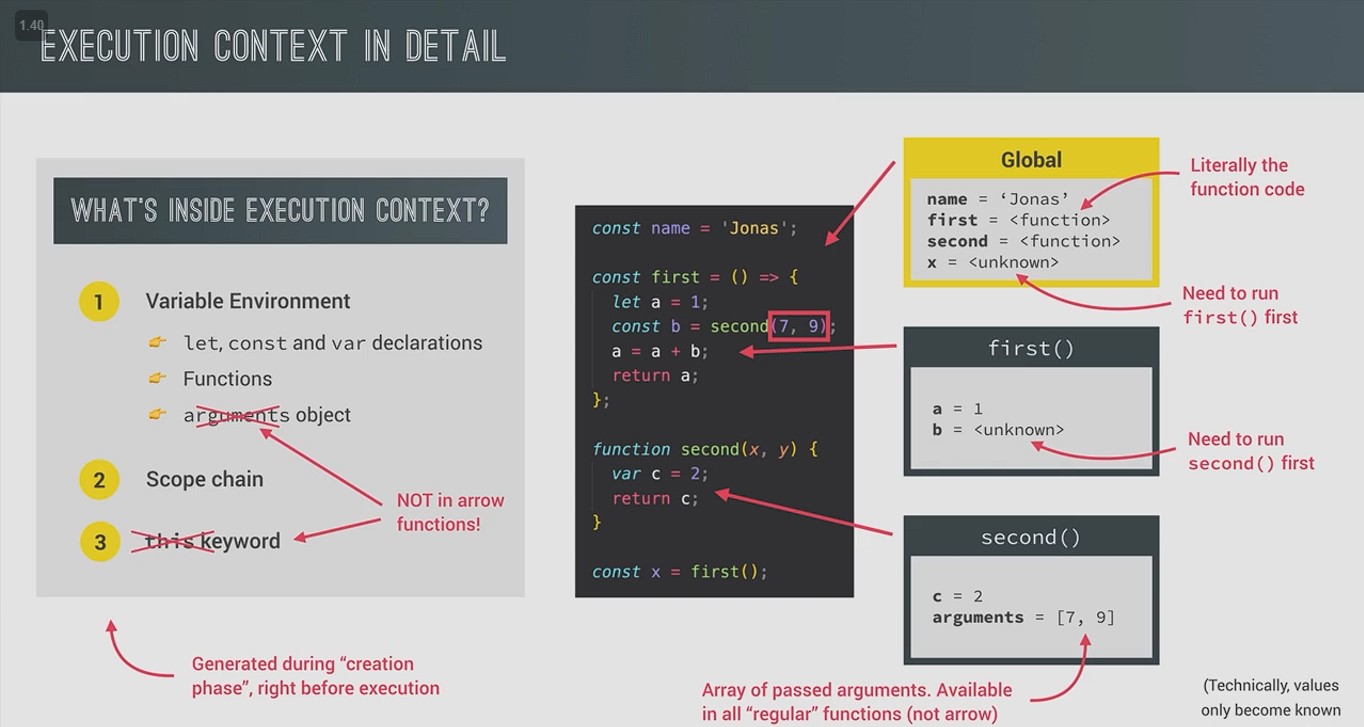 1.40
EXECUTION CONTEXT IN DETAIL
WHAT'S INSIDE EXECUTION CONTEXT?
1 Variable Environment
let, const and var declarations
Functions
arguments object
2 Scope chain
3 this keyword
NOT in arrow
functions!
Generated during “creation
phase”, right before execution
const name = 'Jonas';
const first = () => {
let a = 1;
const b = second(7, 9);
a = a + b;
return a;
};
function second(x, y) {
var c = 2;
return c;
}
const x = first();
Global
name = ‘Jonas’
first = <function>
second = <function>
x = <unknown>
Literally the
function code
Need to run
first() first
first()
a = 1
b = <unknown>
Need to run
second() first
second()
c = 2
arguments = [7, 9]
Array of passed arguments. Available
in all “regular” functions (not arrow)
(Technically, values
only become known